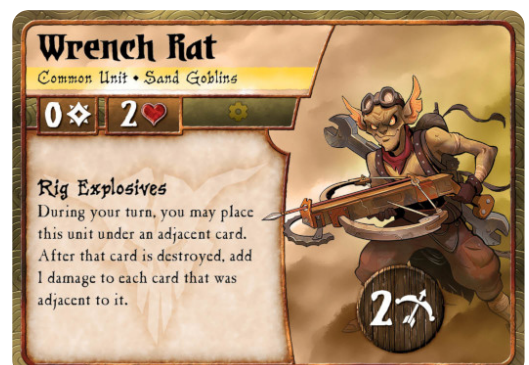 Wrench Rat
Common Unit • Sand Goblins
0 2
Rig Explosives
During your turn, you may place
this unit under an adjacent card.
After that card is destroyed, add
1 damage to each card that was
adjacent to it.
2